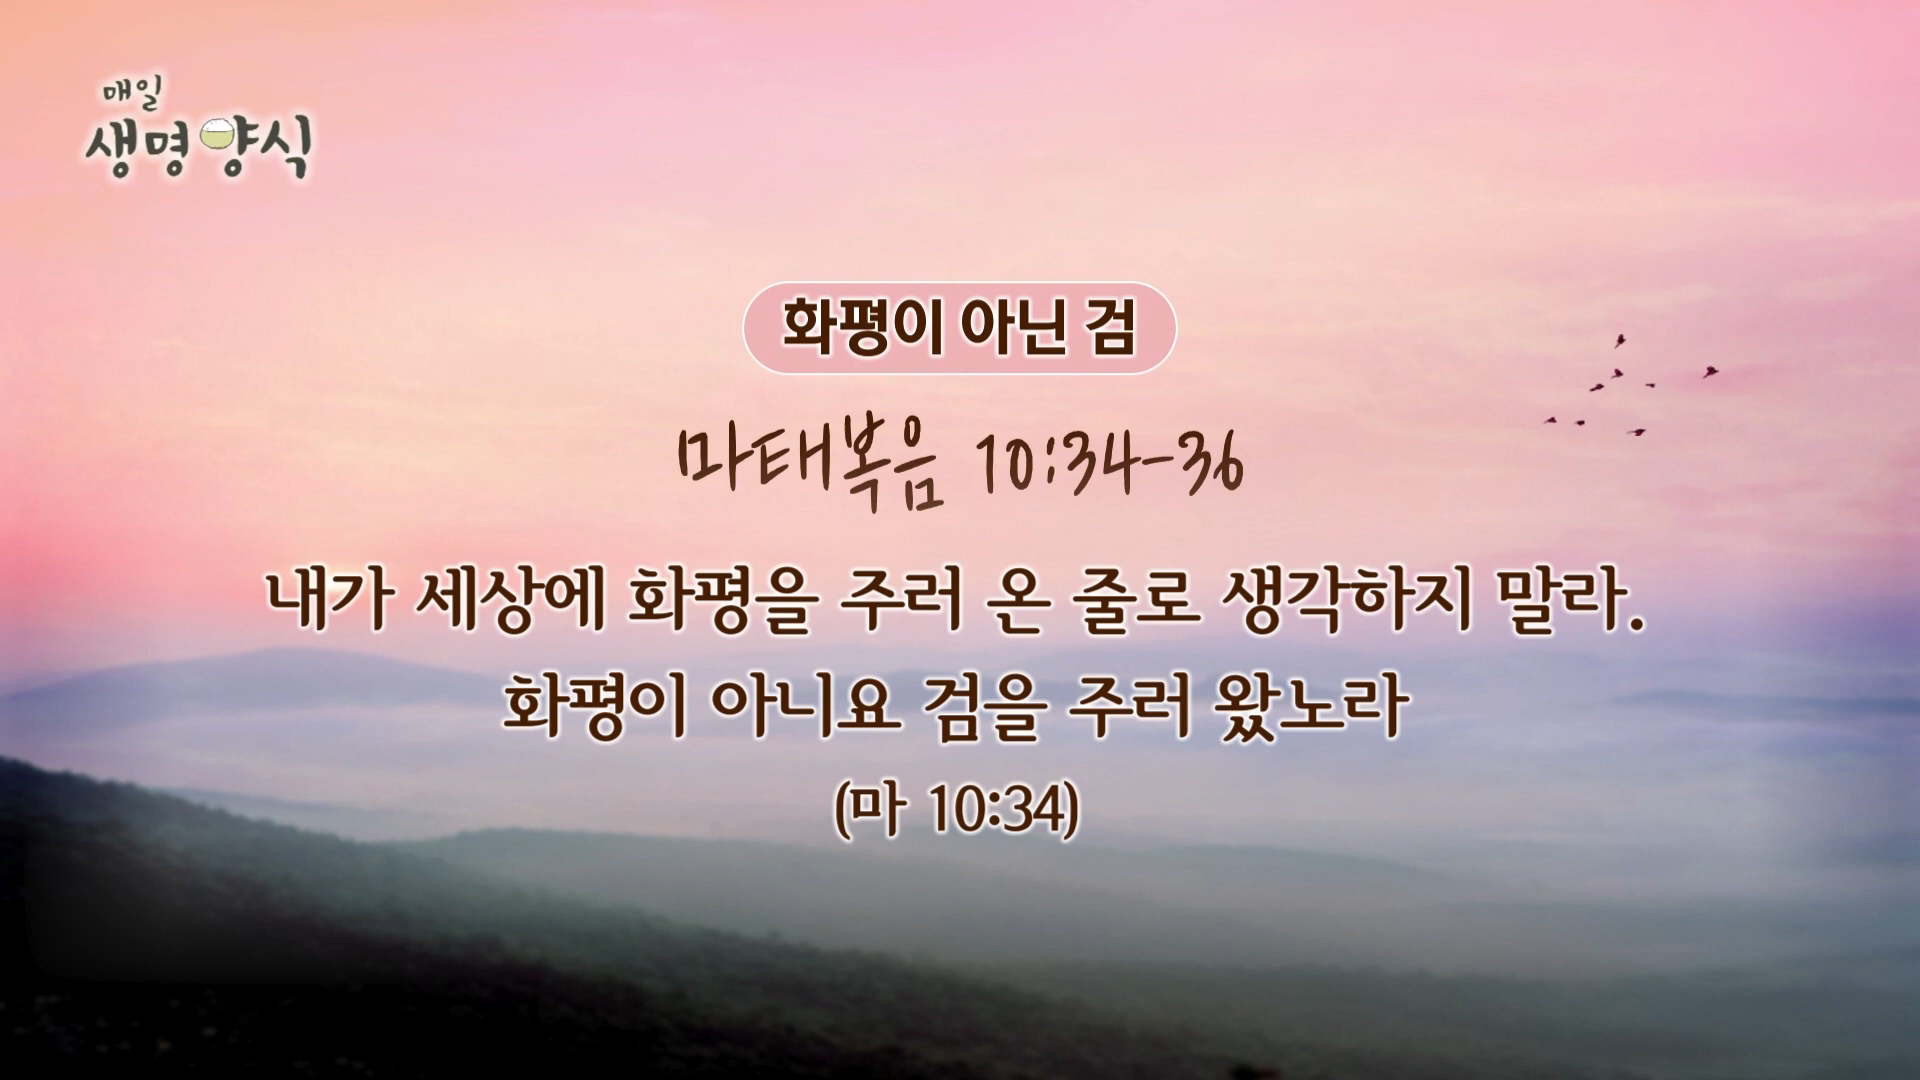 매일
생명양식
화평이 아닌 검
마태복음 10:34-36
내가 세상에 화평을 주러 온 줄로 생각하지 말라.
화평이 아니요 검을 주러 왔노라
(마 10:34)